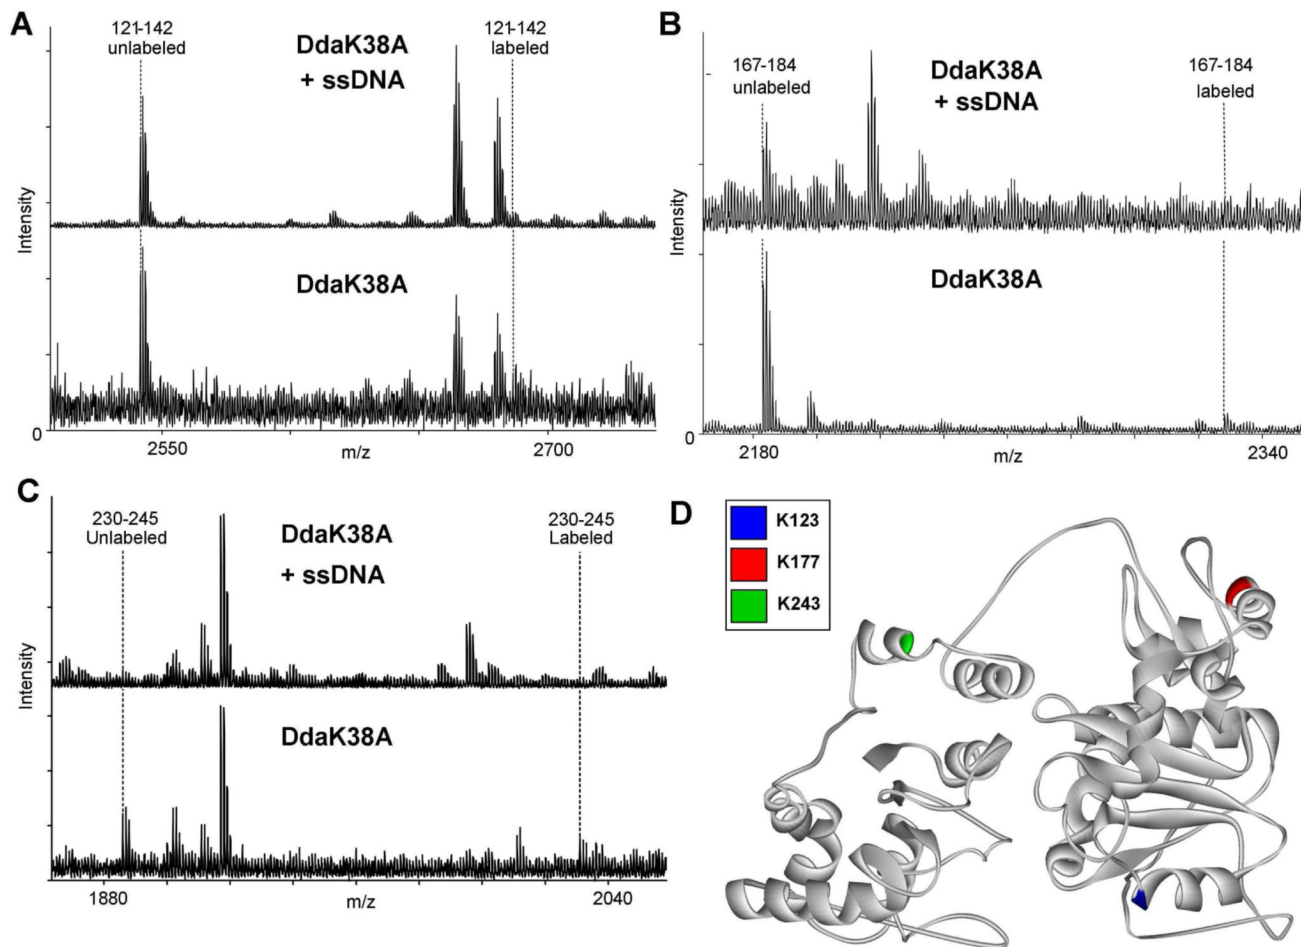 A
121-142
unlabeled
DdaK38A
+ ssDNA
121-142
labeled
DdaK38A
Intensity
0
2550
m/z
2700
B
167-184
unlabeled
DdaK38A
+ ssDNA
167-184
labeled
DdaK38A
Intensity
0
2180
m/z
2340
C
230-245
Unlabeled
DdaK38A
+ ssDNA
230-245
Labeled
DdaK38A
Intensity
1880
m/z
2040
D
K123
K177
K243